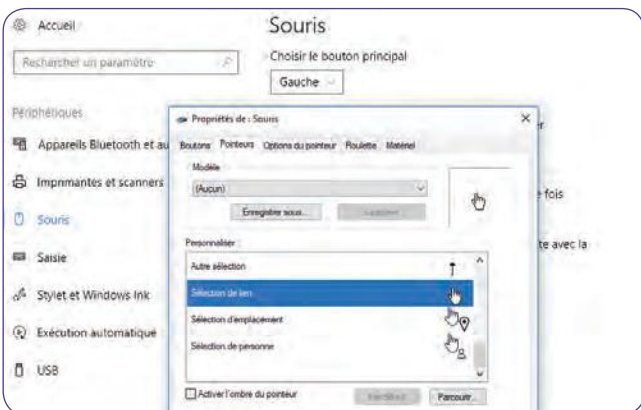 Accueil
Rechercher un paramètre
Périphériques
Appareils Bluetooth et au
Imprimantes et scanners
Souris
Saisie
Stylet et Windows Ink
Exécution automatique
USB
Souris
Choisir le bouton principal
Gauche
er
e fois
te avec la
Propriétés de : Souris
Boutons Pointeurs Options du pointeur Roulette Matériel
Modèle
(Aucun)
Enregistrer sous...
Personnaliser :
Autre sélection
Sélection de lien
Sélection d'emplacement
Sélection de personne
Activer l'ombre du pointeur
Parcourir...